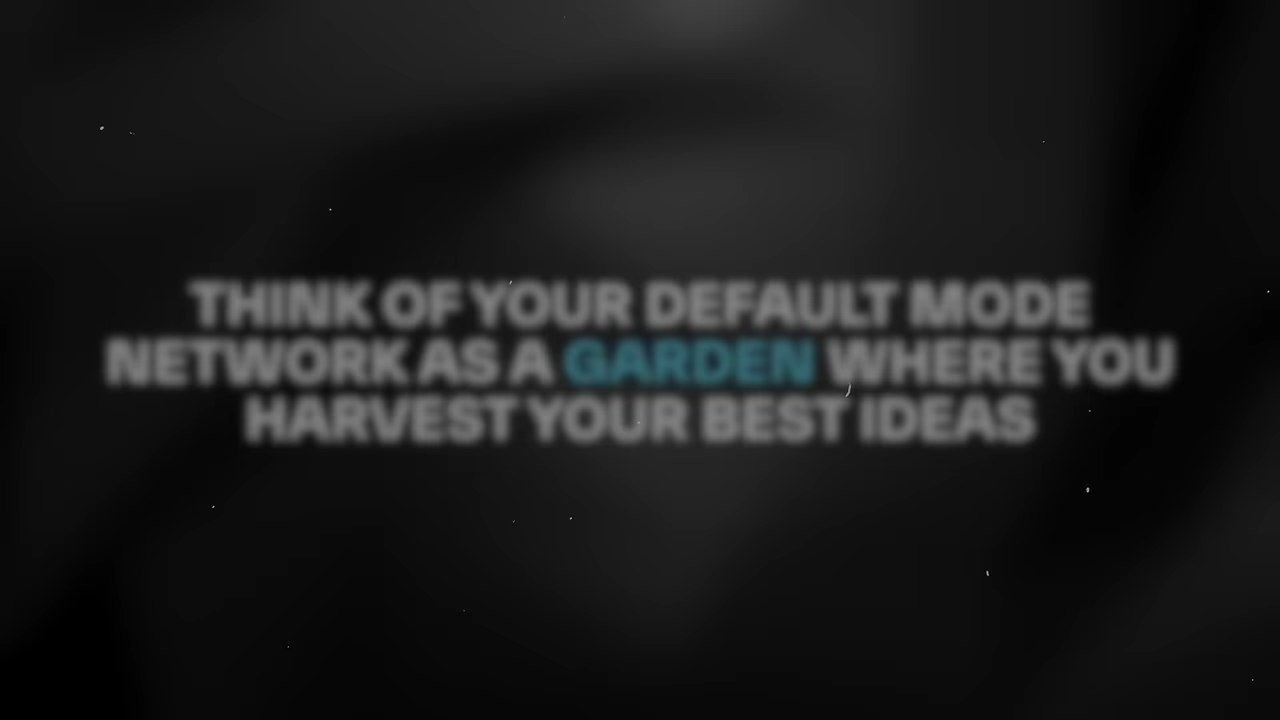 THINK OF YOUR DEFAULT MODE
NETWORK AS A GARDEN WHERE YOU
HARVEST YOUR BEST IDEAS